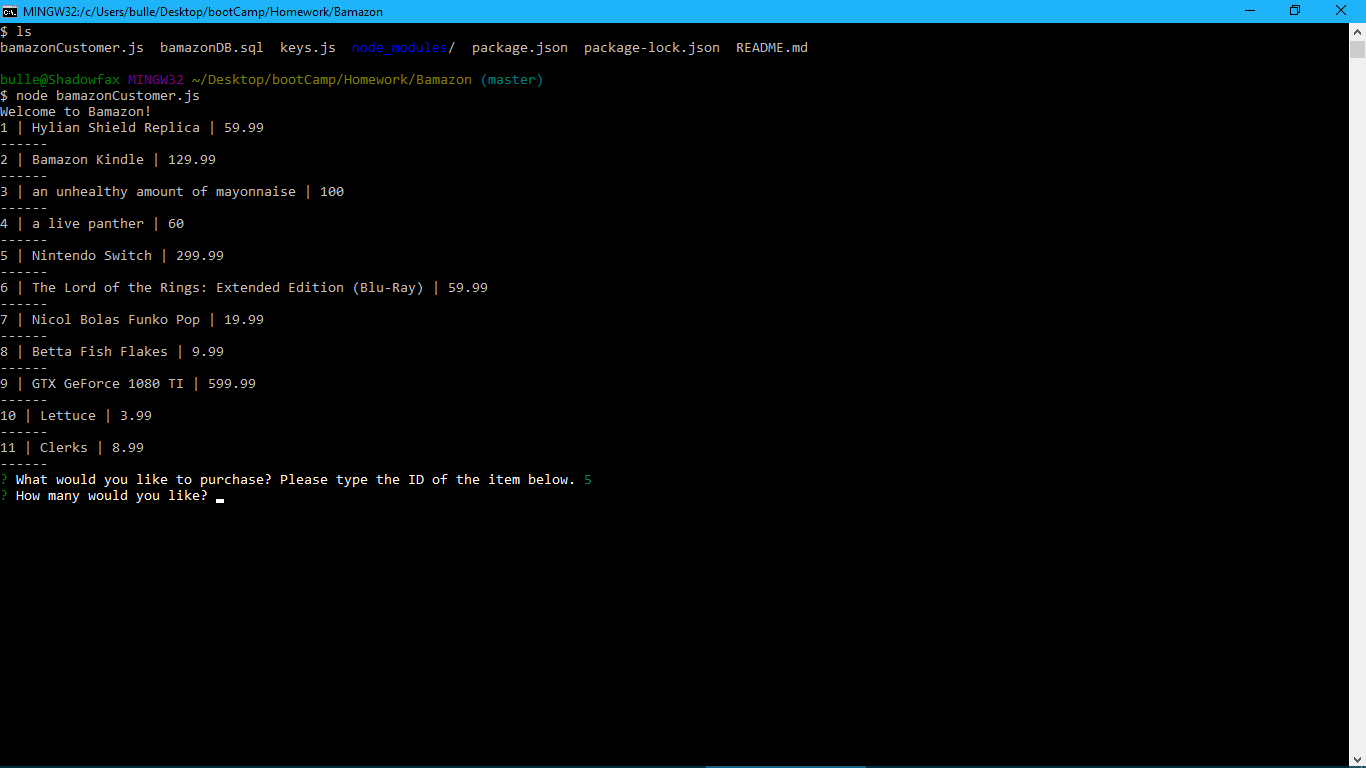 MINGW32:/c/Users/bulle/Desktop/bootCamp/Homework/Bamazon
$ ls
bamazonCustomer.js  bamazonDB.sql  keys.js  node_modules/  package.json  package-lock.json  README.md
bulle@Shadowfax MINGW32 ~/Desktop/bootCamp/Homework/Bamazon (master)
$ node bamazonCustomer.js
Welcome to Bamazon!
1 | Hylian Shield Replica | 59.99
------
2 | Bamazon Kindle | 129.99
------
3 | an unhealthy amount of mayonnaise | 100
------
4 | a live panther | 60
------
5 | Nintendo Switch | 299.99
------
6 | The Lord of the Rings: Extended Edition (Blu-Ray) | 59.99
------
7 | Nicol Bolas Funko Pop | 19.99
------
8 | Betta Fish Flakes | 9.99
------
9 | GTX GeForce 1080 TI | 599.99
------
10 | Lettuce | 3.99
------
11 | Clerks | 8.99
------
? What would you like to purchase? Please type the ID of the item below. 5
? How many would you like?